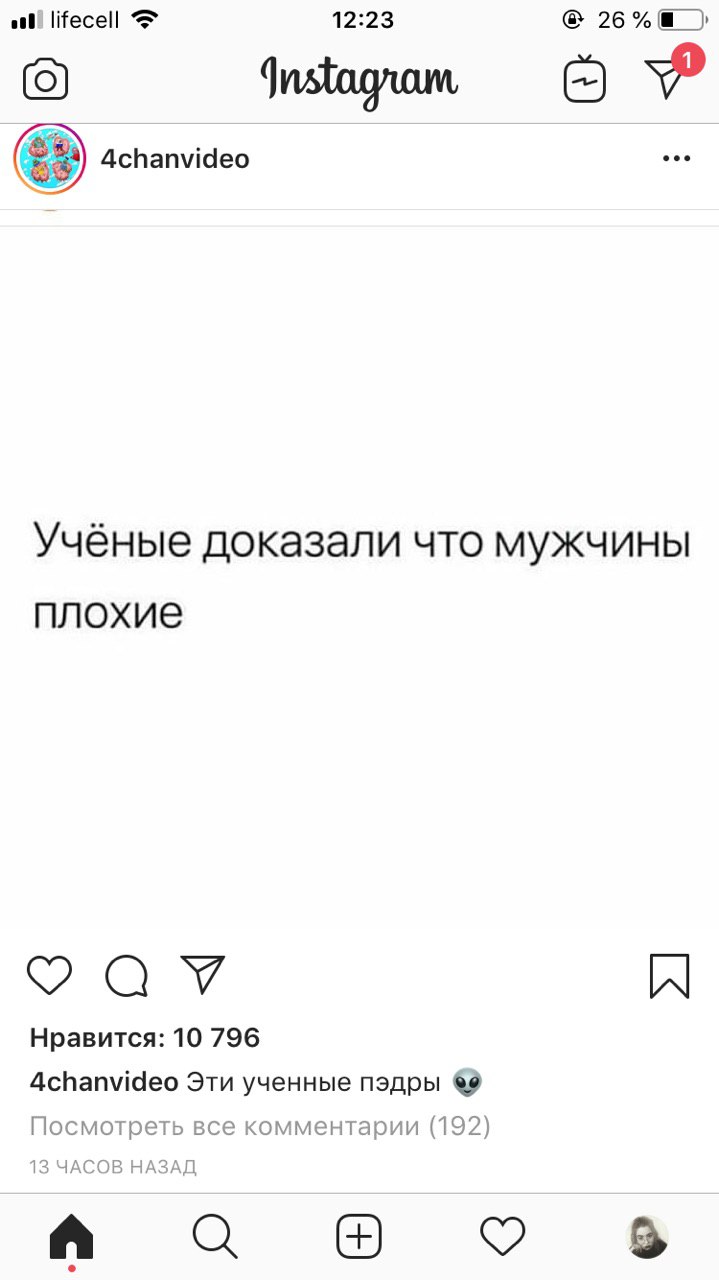 lifecell 12:23 26 %
Instagram 1
4chanvideo
Учёные доказали что мужчины
плохие
Нравится: 10 796
4chanvideo Эти ученные пэдры 👽
Посмотреть все комментарии (192)
13 ЧАСОВ НАЗАД